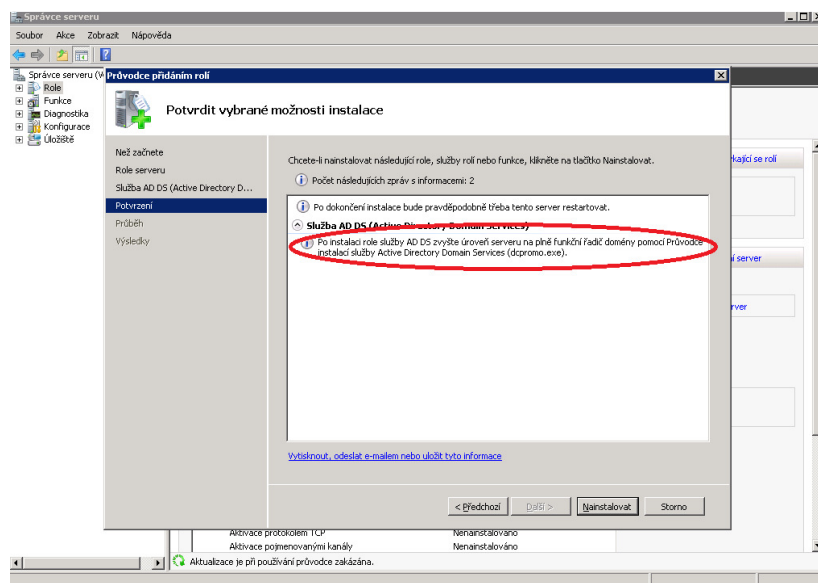 Správce serveru
Soubor Akce Zobrazit Nápověda
Správce serveru (V
Role
Funkce
Diagnostika
Konfigurace
Úložiště
Průvodce přidáním rolí
Potvrdit vybrané možnosti instalace
Než začnete
Role serveru
Služba AD DS (Active Directory D...
Potvrzení
Průběh
Výsledky
Chcete-li nainstalovat následující role, služby rolí nebo funkce, klikněte na tlačítko Nainstalovat.
Počet následujících zpráv s informacemi: 2
Po dokončení instalace bude pravděpodobně třeba tento server restartovat.
Služba AD DS (Active Directory Domain Services)
Po instalaci role služby AD DS zvyšte úroveň serveru na plně funkční řadič domény pomocí Průvodce
instalací služby Active Directory Domain Services (dcpromo.exe).
Vytisknout, odeslat e-mailem nebo uložit tyto informace
< Předchozí
Další >
Nainstalovat
Storno
ýkající se rolí
ní server
rver
Aktivace protokolem TCP Nenainstalováno
Aktivace pojmenovanými kanály Nenainstalováno
Aktualizace je při používání průvodce zakázána.